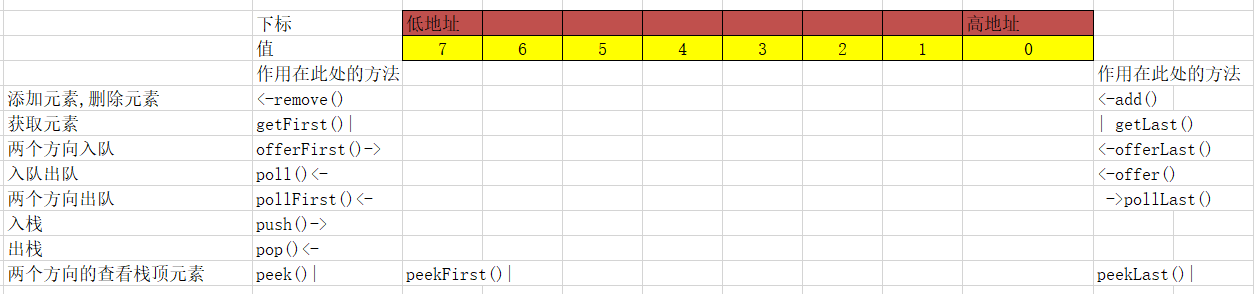 下标 低地址 高地址
值 7 6 5 4 3 2 1 0
作用在此处的方法 作用在此处的方法
添加元素,删除元素 <-remove() <-add()
获取元素 getFirst()| | getLast()
两个方向入队 offerFirst()-> <-offerLast()
入队出队 poll()<- <-offer()
两个方向出队 pollFirst()<- ->pollLast()
入栈 push()->
出栈 pop()<-
两个方向的查看栈顶元素 peek()| peekFirst()| peekLast()|